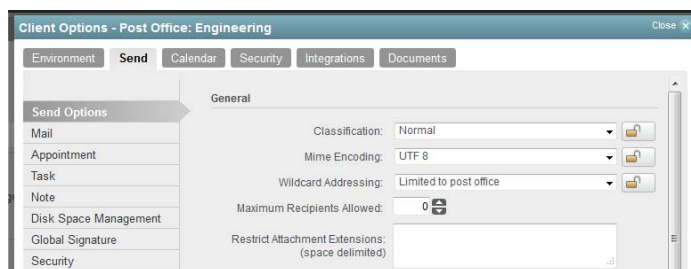 Client Options - Post Office: Engineering
Close
Environment Send Calendar Security Integrations Documents
General
Send Options
Mail
Appointment
Task
Note
Disk Space Management
Global Signature
Security
Classification: Normal
Mime Encoding: UTF 8
Wildcard Addressing: Limited to post office
Maximum Recipients Allowed: 0
Restrict Attachment Extensions:
(space delimited)